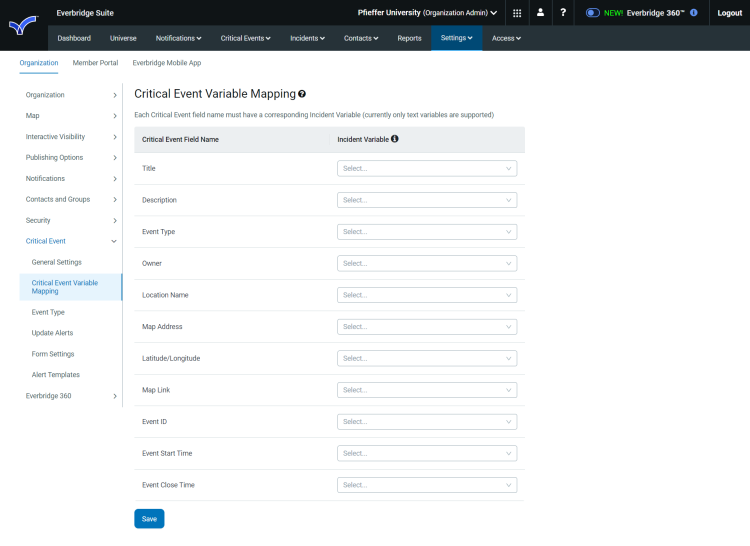 Everbridge Suite
Pfieffer University (Organization Admin)
?
NEW! Everbridge 360™
Logout
Dashboard
Universe
Notifications
Critical Events
Incidents
Contacts
Reports
Settings
Access
Organization
Member Portal
Everbridge Mobile App
Organization
Map
Interactive Visibility
Publishing Options
Notifications
Contacts and Groups
Security
Critical Event
General Settings
Critical Event Variable
Mapping
Event Type
Update Alerts
Form Settings
Alert Templates
Everbridge 360
Critical Event Variable Mapping
Each Critical Event field name must have a corresponding Incident Variable (currently only text variables are supported)
Critical Event Field Name
Incident Variable
Title
Select...
Description
Select...
Event Type
Select...
Owner
Select...
Location Name
Select...
Map Address
Select...
Latitude/Longitude
Select...
Map Link
Select...
Event ID
Select...
Event Start Time
Select...
Event Close Time
Select...
Save